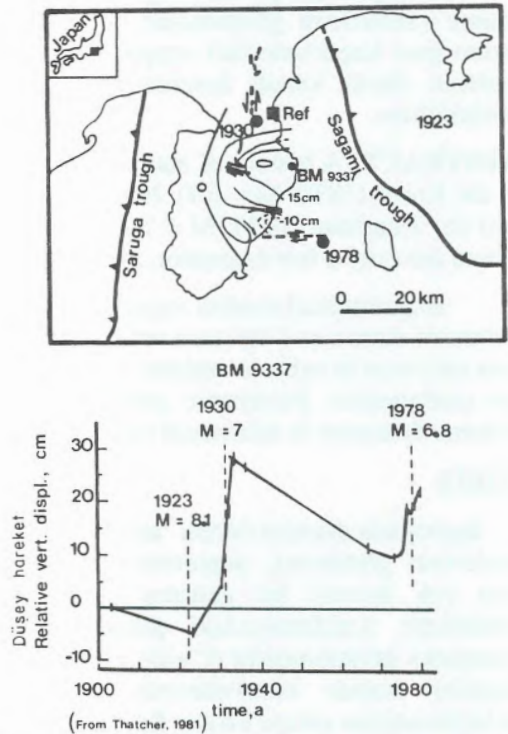 Japan
1923
Ref
1930
Saruga trough
Sagami trough
O
BM 9337
15cm
-10cm
1978
0 20 km
BM 9337
1930
M = 7
1978
M = 6.8
1923
M = 8.1
Düşey hareket
Relative vert. displ., cm
30
20
10
0
-10
1900 1940 1980
time,a
(From Thatcher, 1981)